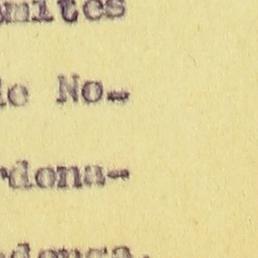 mites
de No-
rdona-